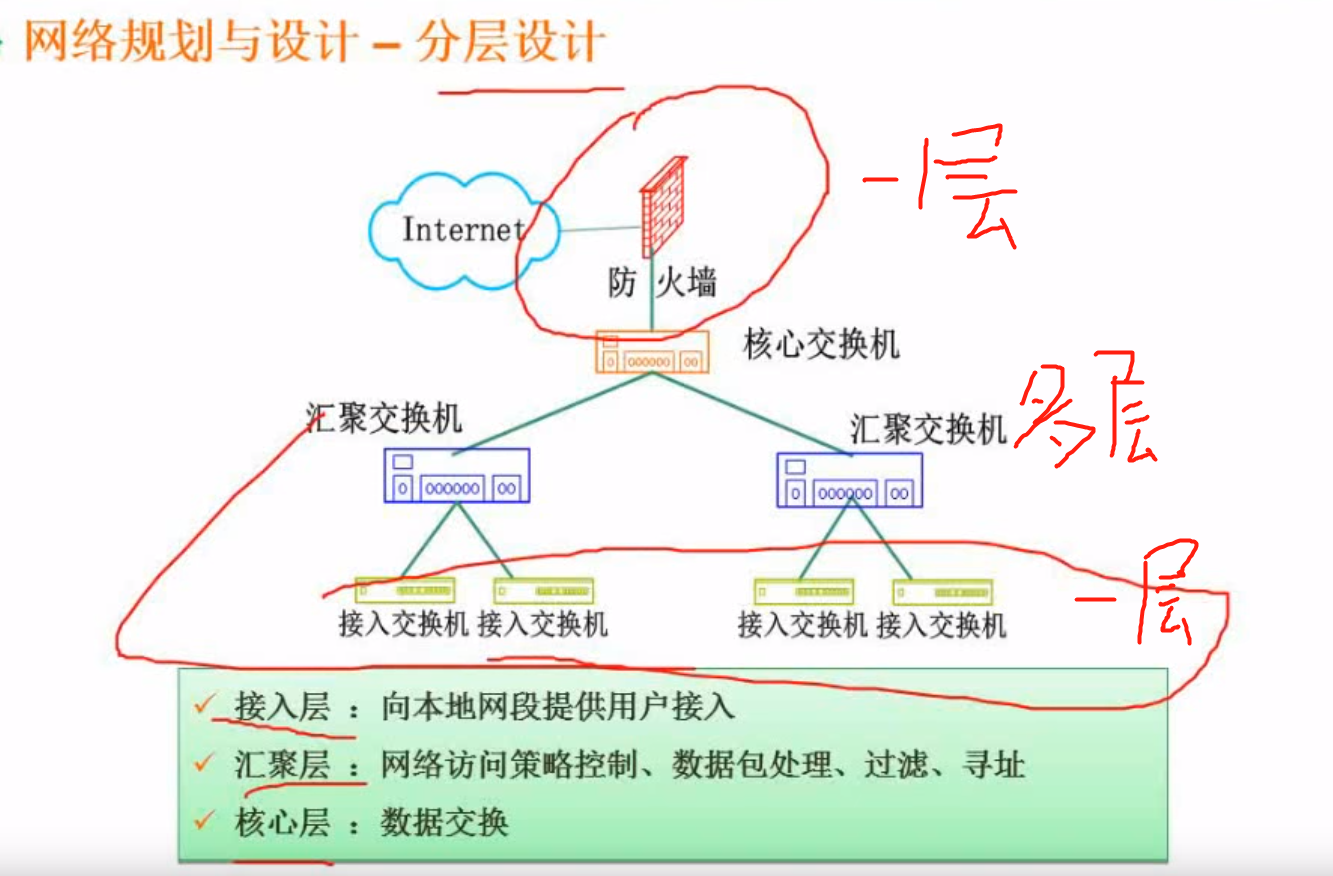 网络规划与设计 – 分层设计
一层
Internet
防火墙
核心交换机
多层
汇聚交换机
汇聚交换机
一层
接入交换机 接入交换机 接入交换机 接入交换机
✓ 接入层 ：向本地网段提供用户接入
✓ 汇聚层 ：网络访问策略控制、数据包处理、过滤、寻址
✓ 核心层 ：数据交换